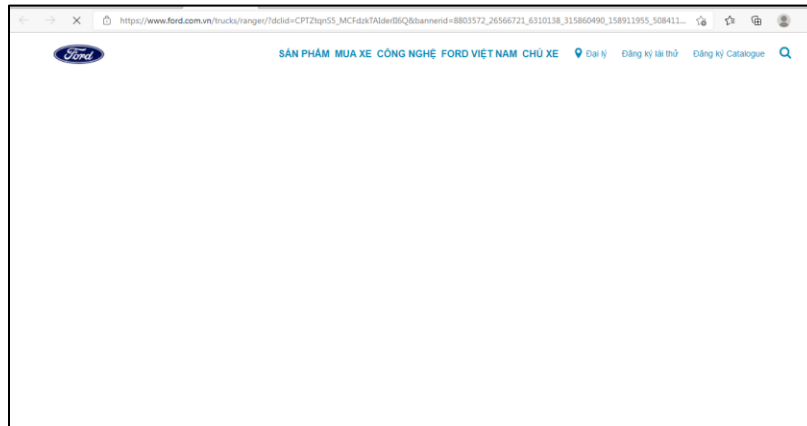 https://www.ford.com.vn/trucks/ranger/?dclid=CPTZtqnS5_MCFdzkTAIderII6Q&bannerid=8803572_26566721_6310138_315860490_158911955_508411...
Ford SẢN PHẨM MUA XE CÔNG NGHỆ FORD VIỆT NAM CHỦ XE Đại lý Đăng ký lái thử Đăng ký Catalogue